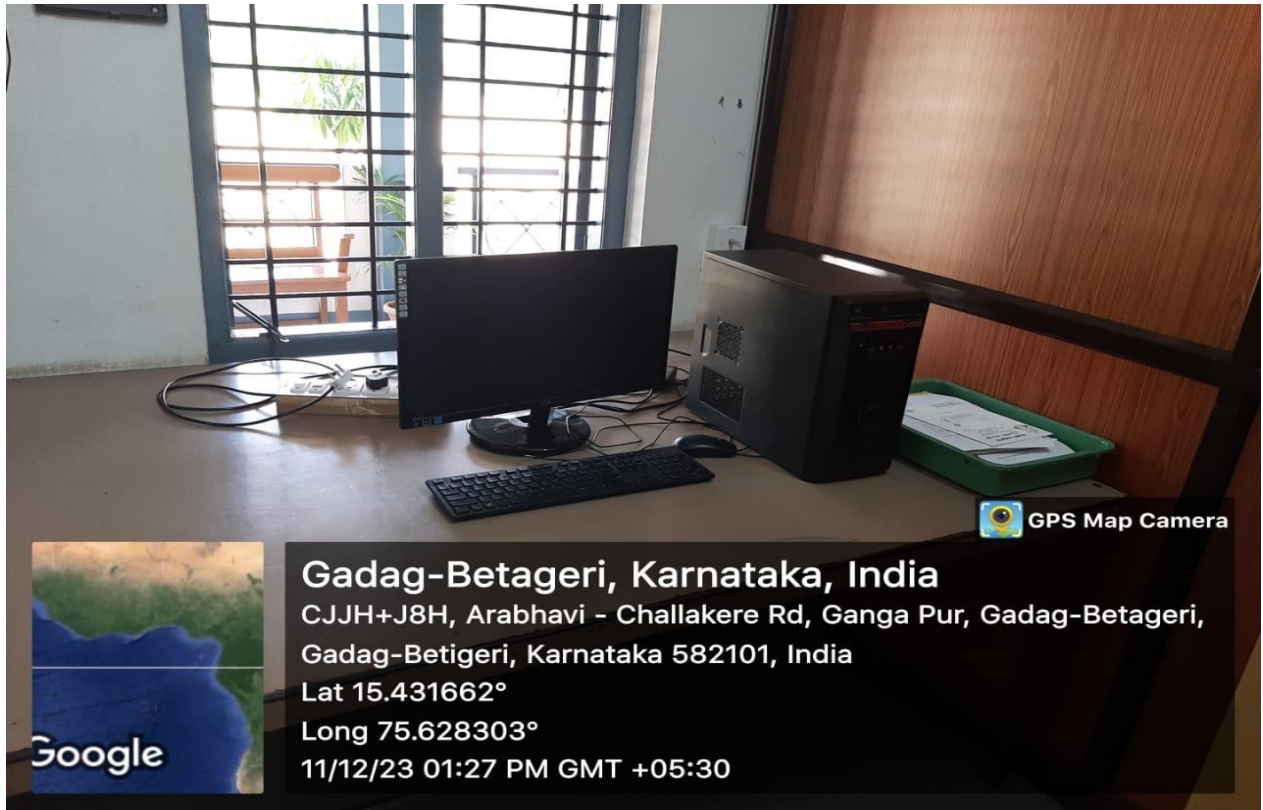 GPS Map Camera
Gadag-Betageri, Karnataka, India
CJJH+J8H, Arabhavi - Challakere Rd, Ganga Pur, Gadag-Betageri,
Gadag-Betigeri, Karnataka 582101, India
Lat 15.431662°
Long 75.628303°
11/12/23 01:27 PM GMT +05:30
Google